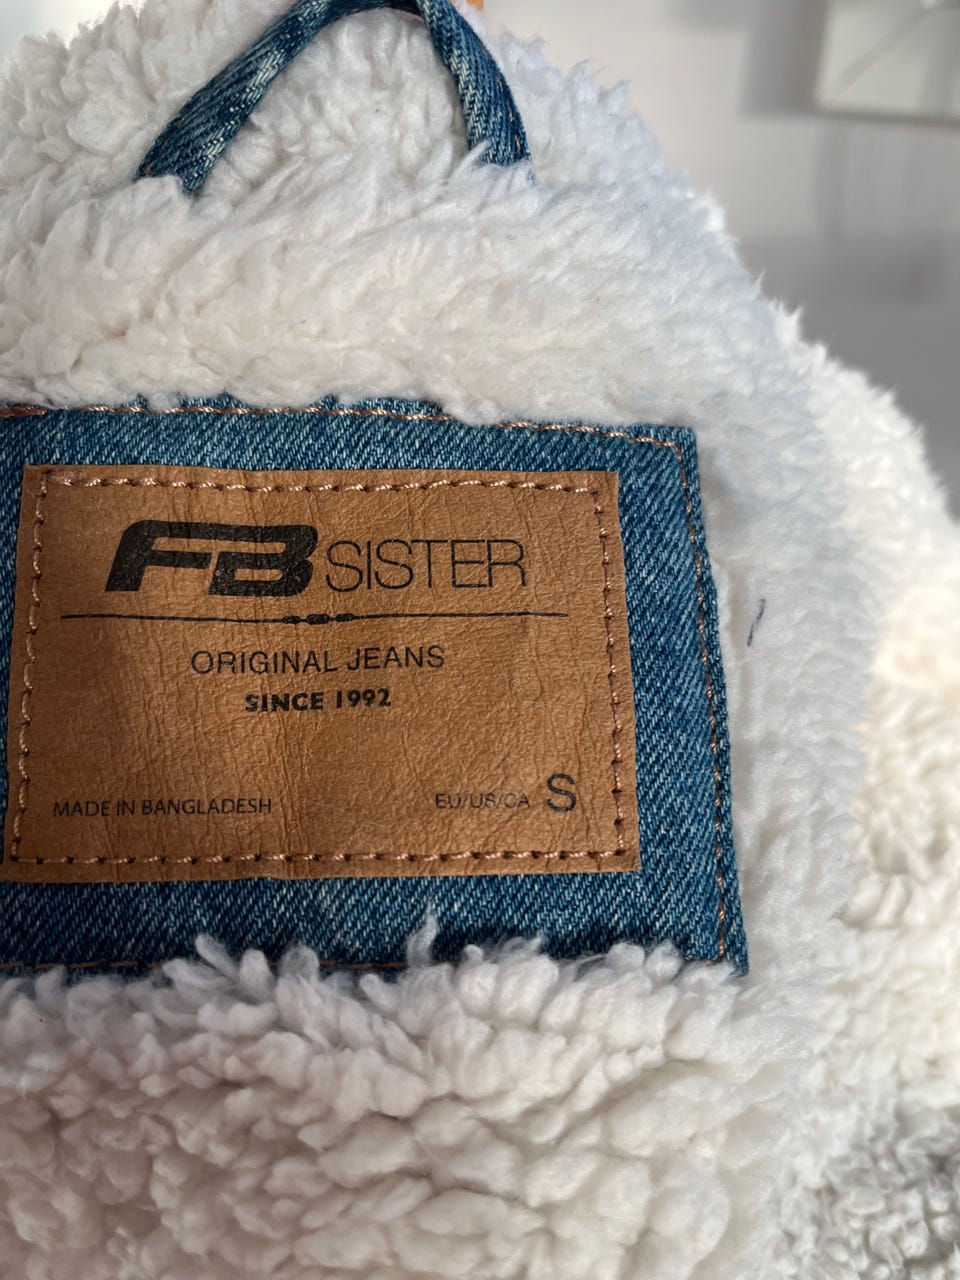 FB SISTER
ORIGINAL JEANS
SINCE 1992
MADE IN BANGLADESH
EU/US/CA S